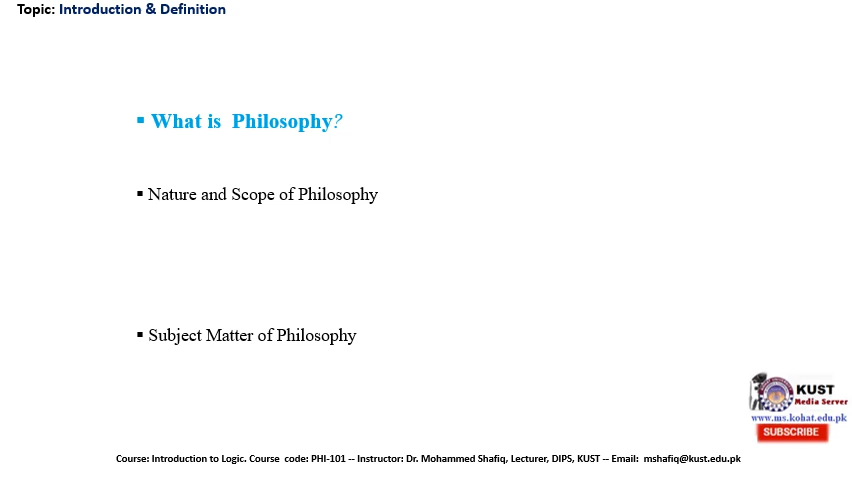 Topic: Introduction & Definition
▪ What is Philosophy?
▪ Nature and Scope of Philosophy
▪ Subject Matter of Philosophy
KUST
Media Server
www.ms.kohat.edu.pk
SUBSCRIBE
Course: Introduction to Logic. Course code: PHI-101 -- Instructor: Dr. Mohammed Shafiq, Lecturer, DIPS, KUST -- Email: mshafiq@kust.edu.pk